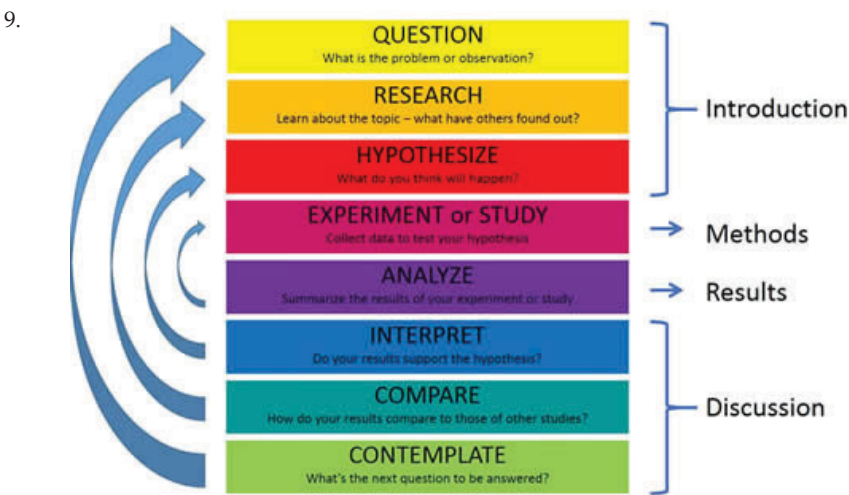 9.
QUESTION
What is the problem or observation?
RESEARCH
Learn about the topic – what have others found out?
HYPOTHESIZE
What do you think will happen?
Introduction
EXPERIMENT or STUDY
Collect data to test your hypothesis
Methods
ANALYZE
Summarize the results of your experiment or study
Results
INTERPRET
Do your results support the hypothesis?
COMPARE
How do your results compare to those of other studies?
CONTEMPLATE
What's the next question to be answered?
Discussion